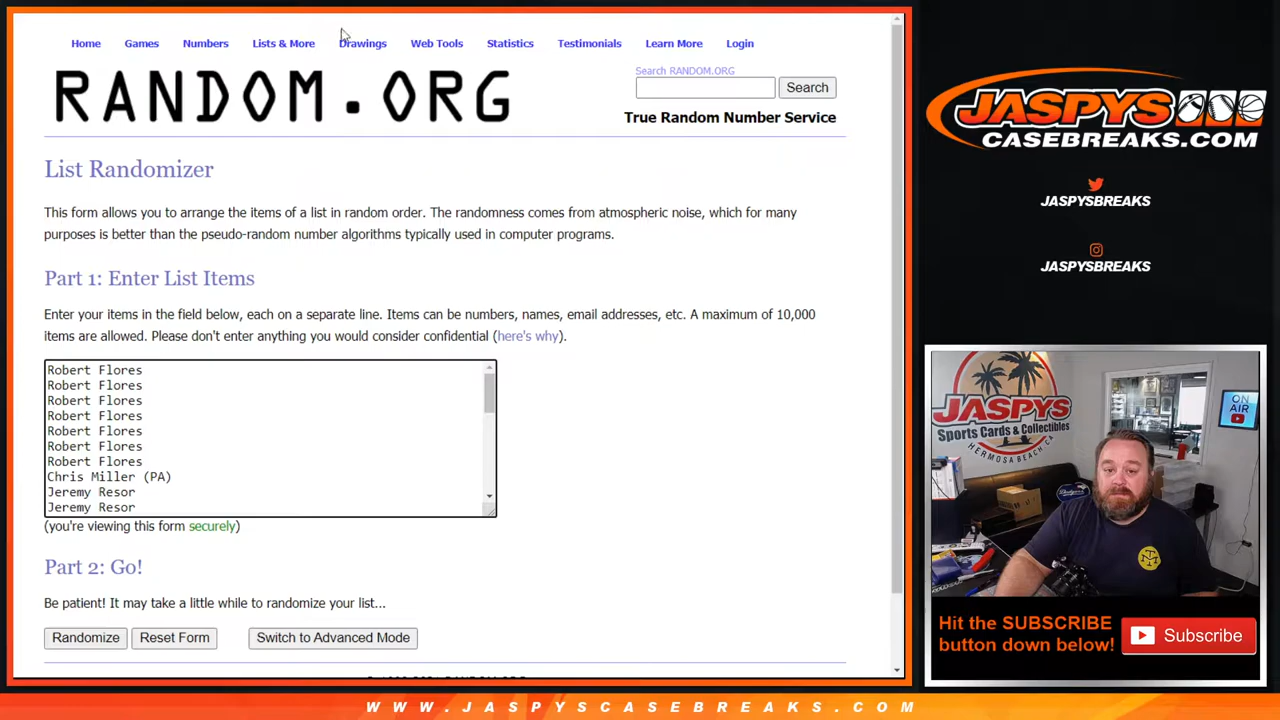 Home Games Numbers Lists & More Drawings Web Tools Statistics Testimonials Learn More Login
RANDOM.ORG
Search RANDOM.ORG
Search
True Random Number Service
List Randomizer
This form allows you to arrange the items of a list in random order. The randomness comes from atmospheric noise, which for many
purposes is better than the pseudo-random number algorithms typically used in computer programs.
Part 1: Enter List Items
Enter your items in the field below, each on a separate line. Items can be numbers, names, email addresses, etc. A maximum of 10,000
items are allowed. Please don't enter anything you would consider confidential (here's why).
Robert Flores
Robert Flores
Robert Flores
Robert Flores
Robert Flores
Robert Flores
Robert Flores
Chris Miller (PA)
Jeremy Resor
Jeremy Resor
(you're viewing this form securely)
Part 2: Go!
Be patient! It may take a little while to randomize your list...
Randomize Reset Form Switch to Advanced Mode
JASPYS
CASEBREAKS.COM
JASPYSBREAKS
JASPYSBREAKS
JASPYS
Sports Cards & Collectibles
HERMOSA BEACH CA
ON
AIR
Hit the SUBSCRIBE
button down below!
Subscribe
WWW.JASPYSCASEBREAKS.COM